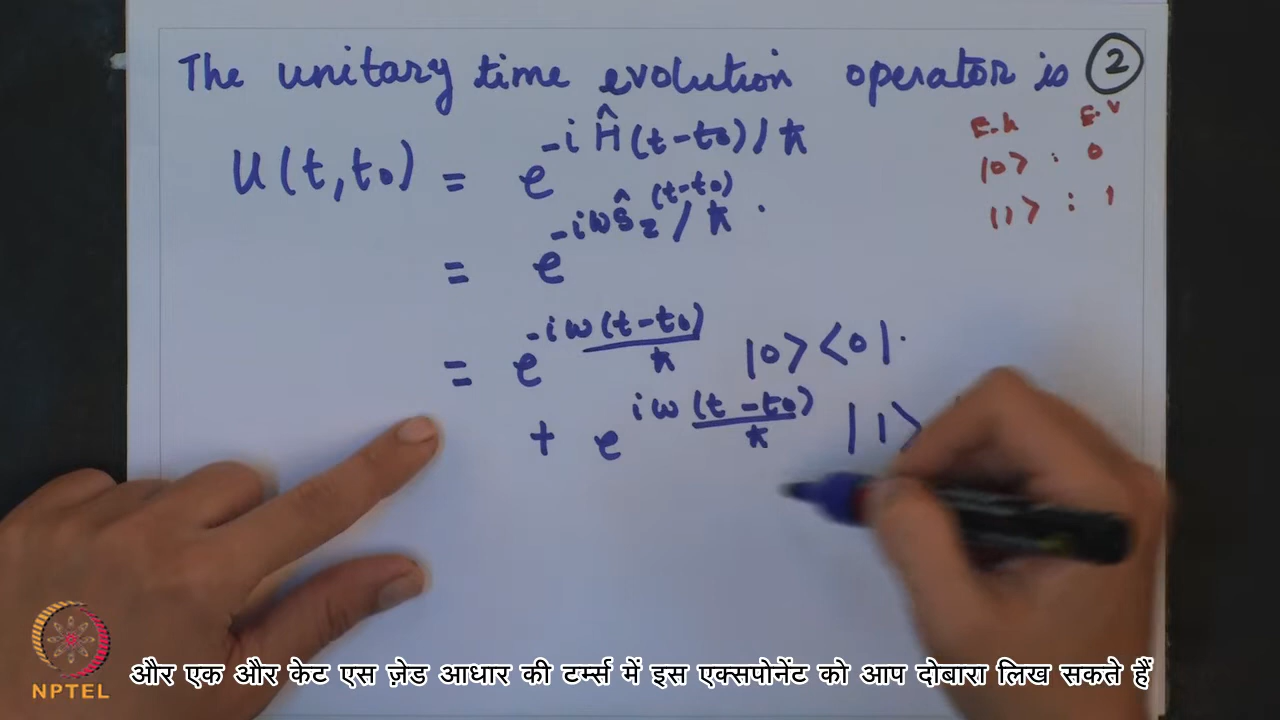 The unitary time evolution operator is ②
U(t,t₀) = e^{-iĤ(t-t₀)/ħ}
E.k E.V
|0> : 0
|1> : 1
= e^{-iωŜ_z(t-t₀)/ħ}.
= e^{-iω(t-t₀)/ħ} |0><0|.
+ e^{iω(t-t₀)/ħ} |1>
NPTEL
और एक और केट एस ज़ेड आधार की टर्म्स में इस एक्सपोनेंट को आप दोबारा लिख सकते हैं